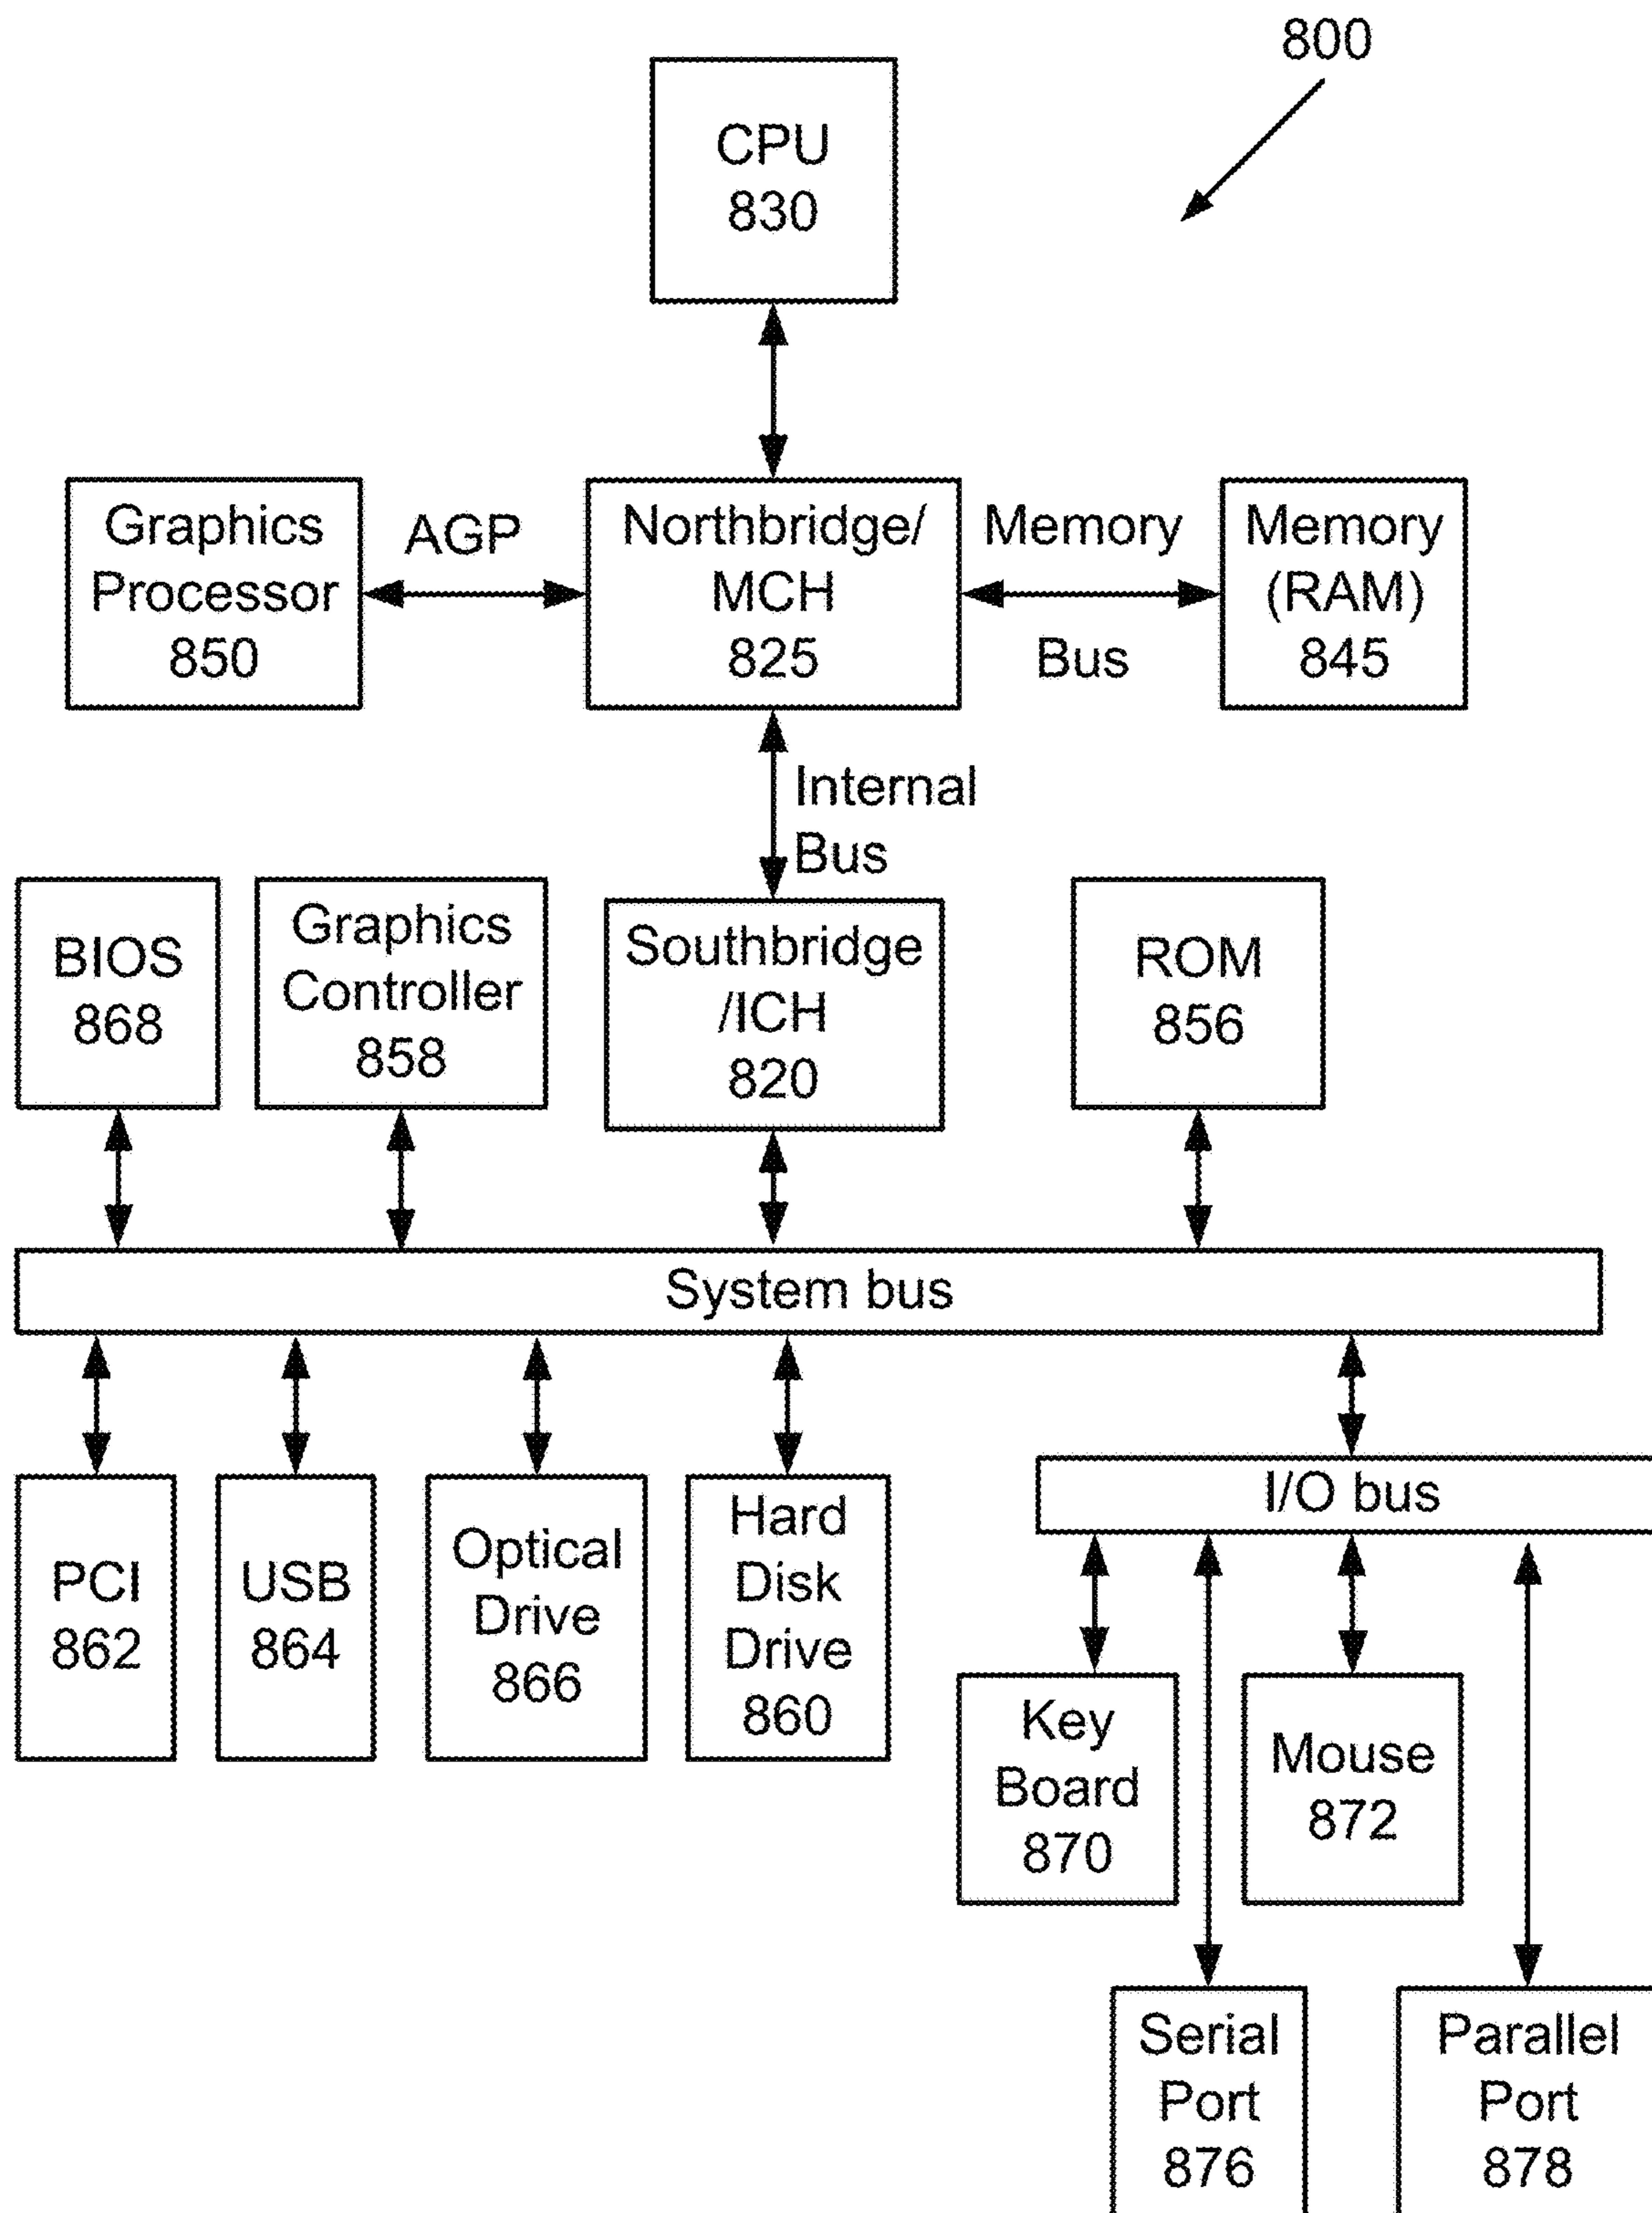 800
CPU
830
Graphics
Processor
850
AGP
Northbridge/
MCH
825
Memory
Bus
Memory
(RAM)
845
Internal
Bus
BIOS
868
Graphics
Controller
858
Southbridge
/ICH
820
ROM
856
System bus
PCI
862
USB
864
Optical
Drive
866
Hard
Disk
Drive
860
I/O bus
Key
Board
870
Mouse
872
Serial
Port
876
Parallel
Port
878